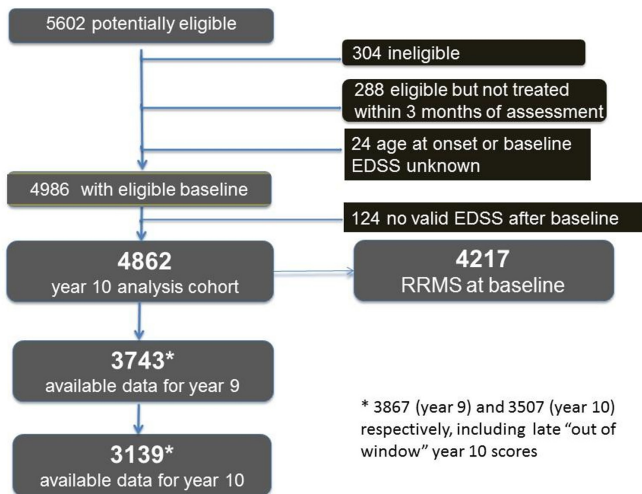 5602 potentially eligible
304 ineligible
288 eligible but not treated
within 3 months of assessment
24 age at onset or baseline
EDSS unknown
4986 with eligible baseline
124 no valid EDSS after baseline
4862
year 10 analysis cohort
4217
RRMS at baseline
3743*
available data for year 9
3139*
available data for year 10
* 3867 (year 9) and 3507 (year 10)
respectively, including late “out of
window” year 10 scores